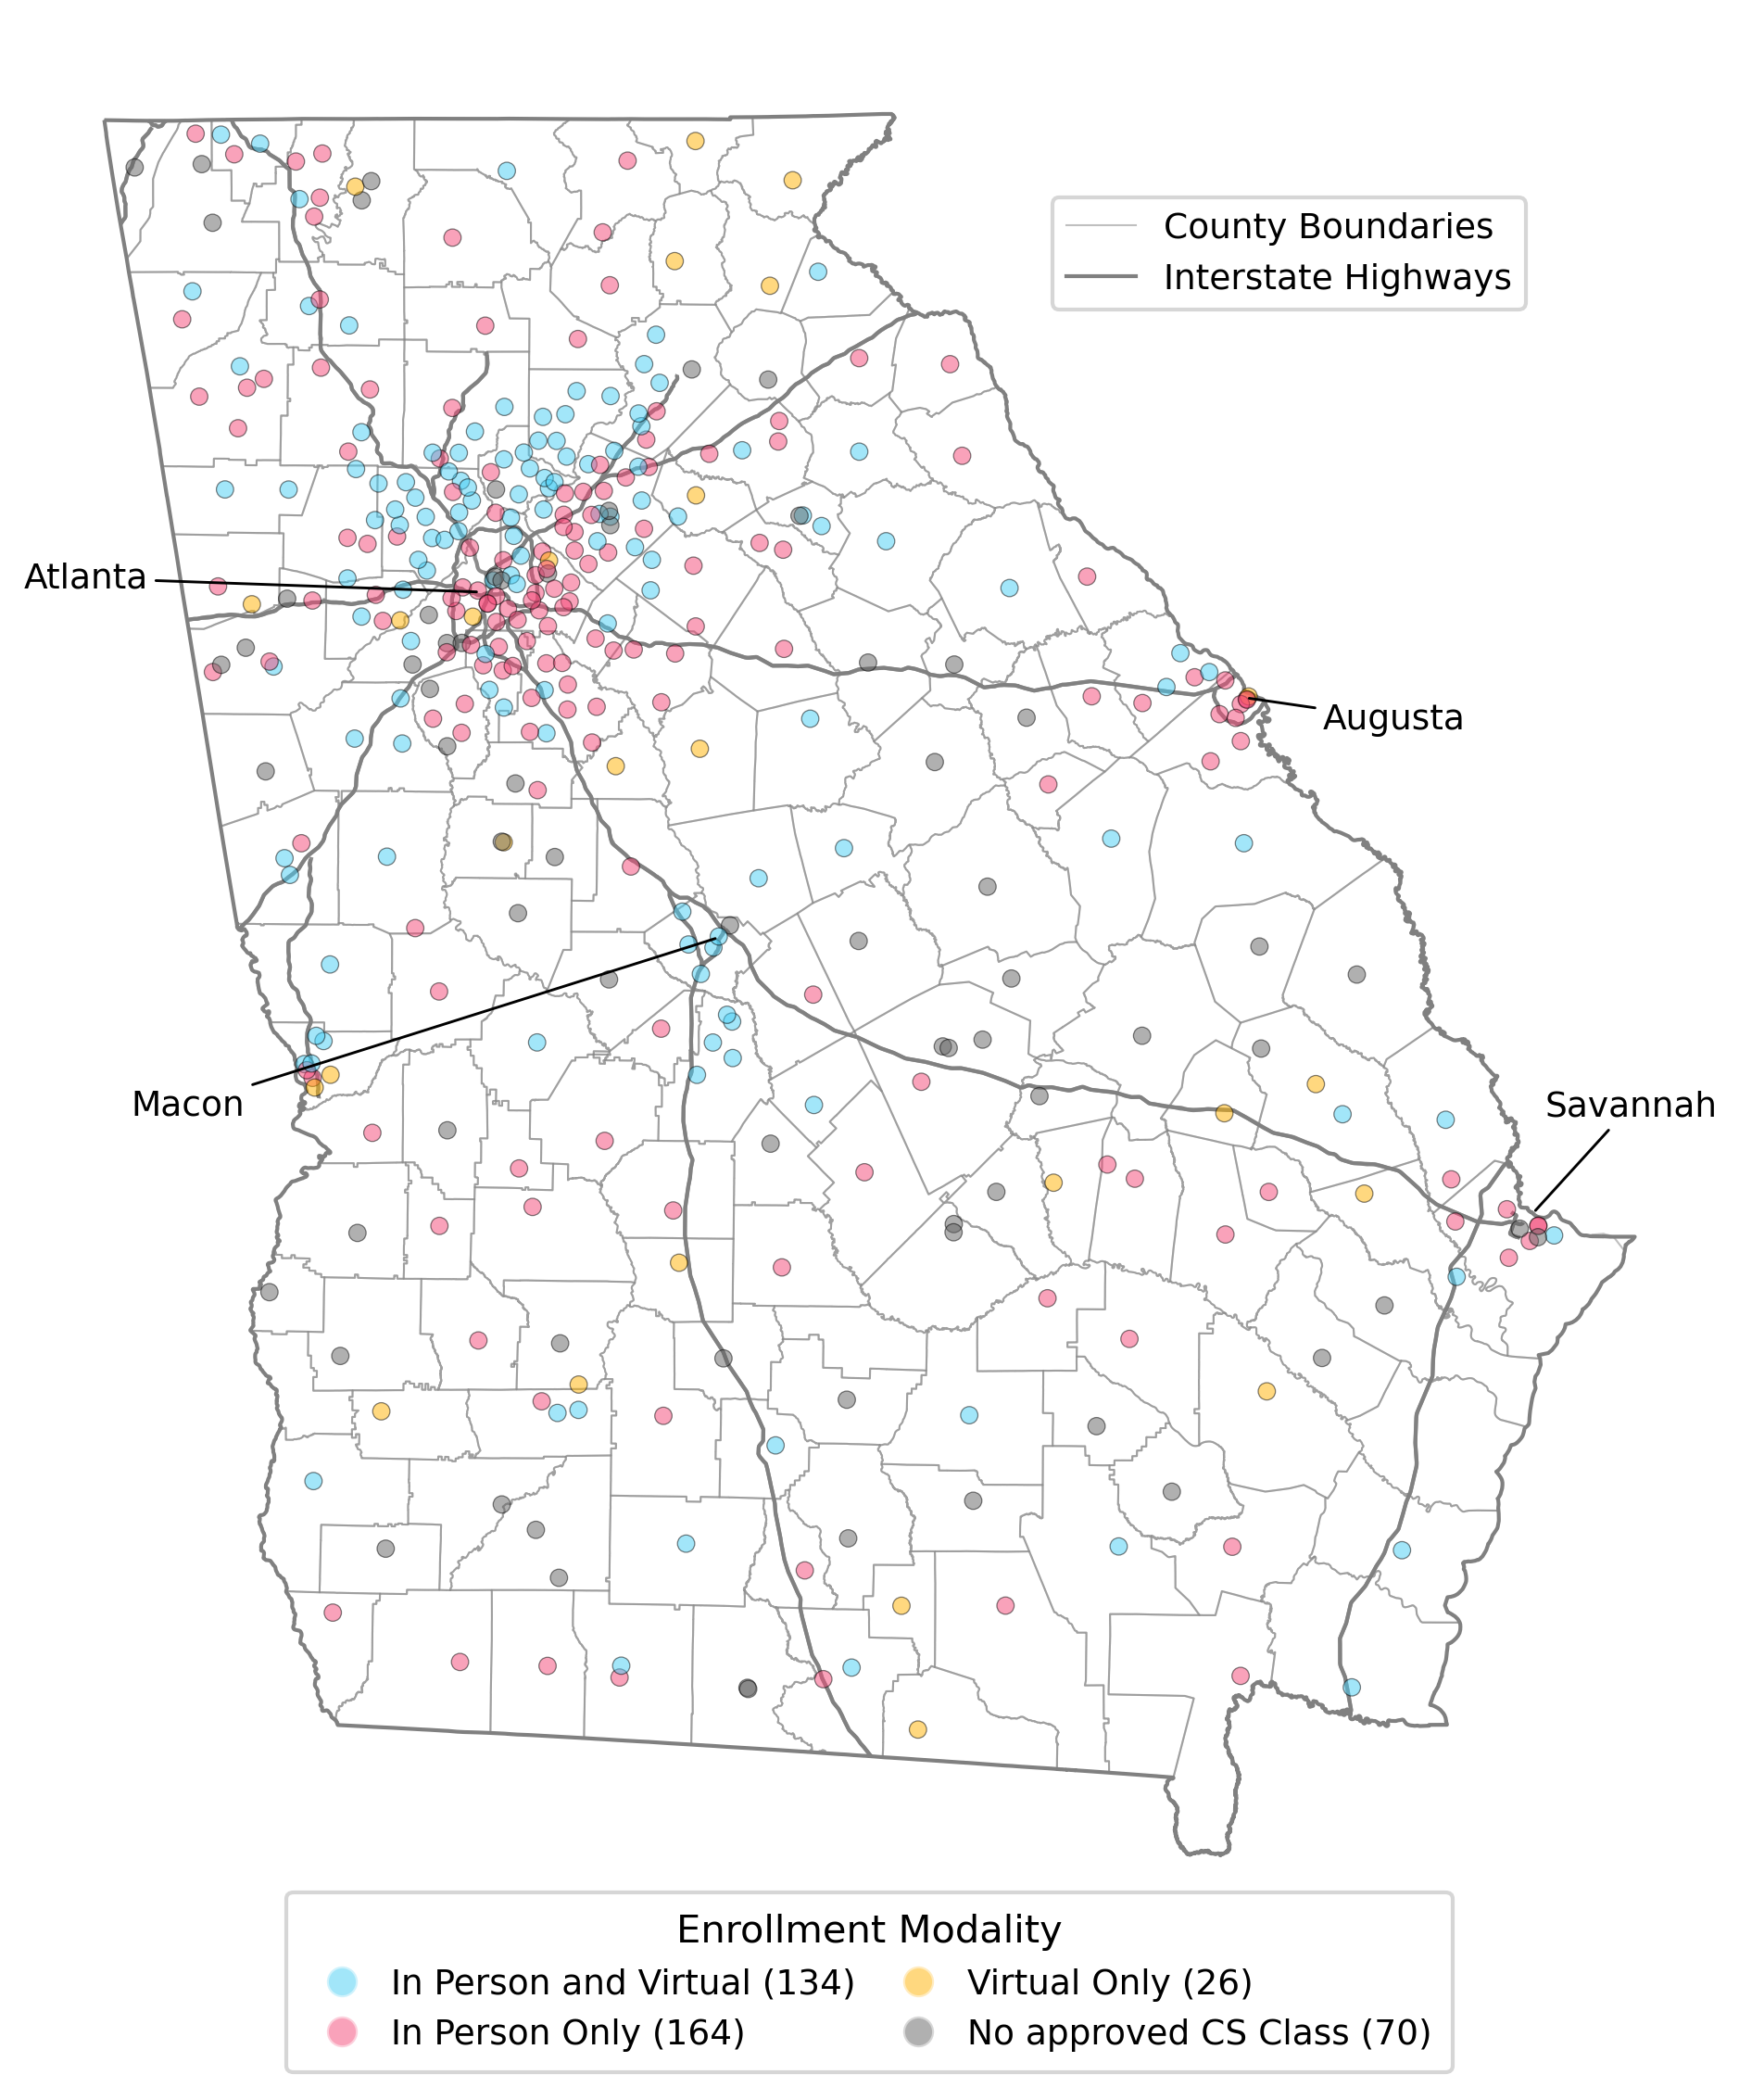 County Boundaries
Interstate Highways
Atlanta
Augusta
Macon
Savannah
Enrollment Modality
In Person and Virtual (134)
Virtual Only (26)
In Person Only (164)
No approved CS Class (70)